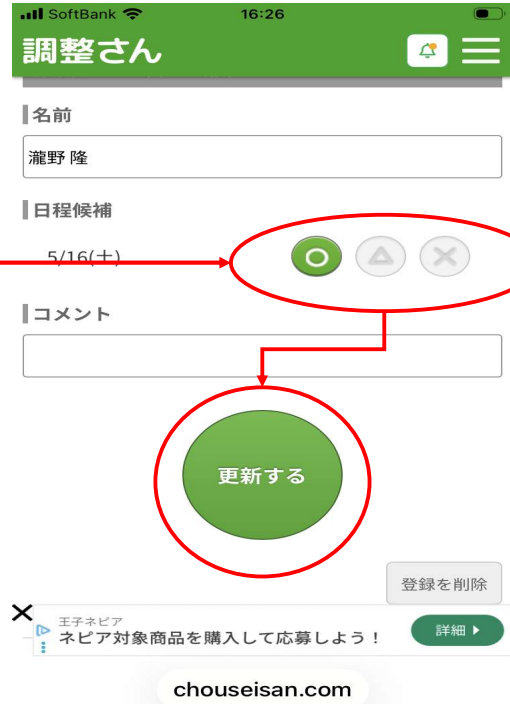 SoftBank 16:26
調整さん
名前
瀧野 隆
日程候補
5/16(土)
コメント
更新する
登録を削除
王子ネピア
ネピア対象商品を購入して応募しよう！
詳細
chouseisan.com